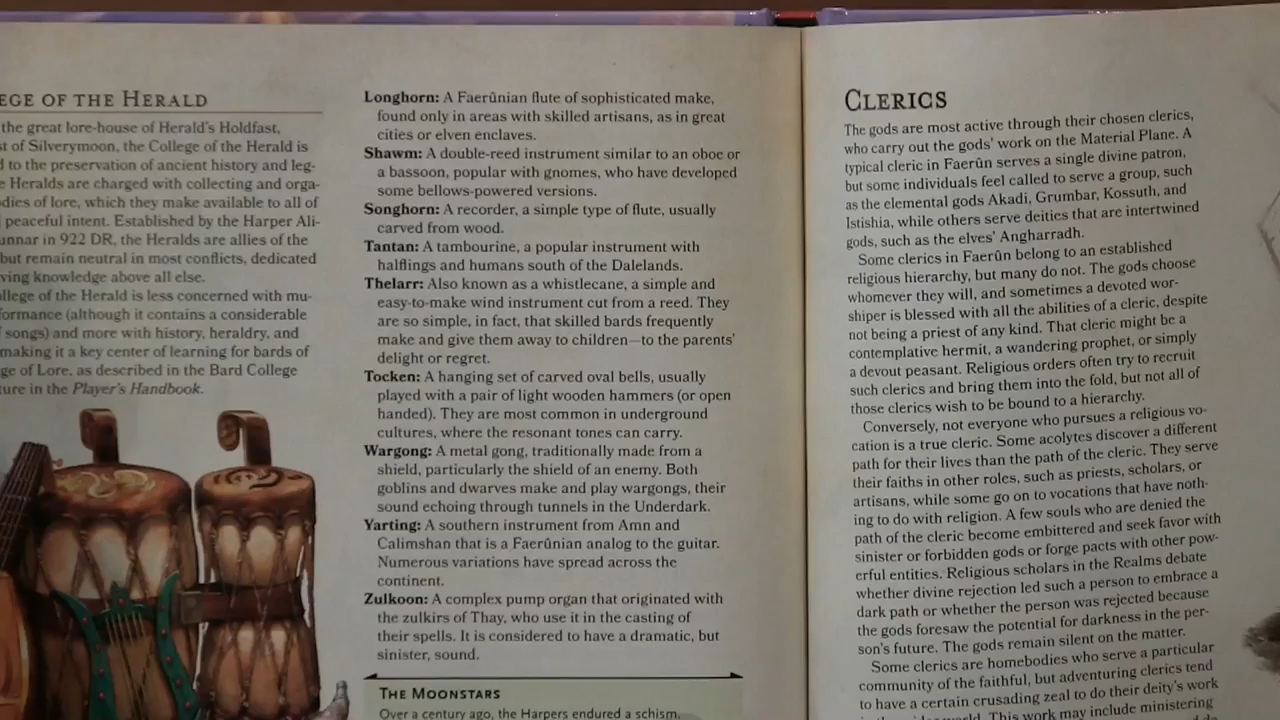 EGE OF THE HERALD
the great lore-house of Herald's Holdfast,
st of Silverymoon, the College of the Herald is
d to the preservation of ancient history and leg-
e Heralds are charged with collecting and orga-
odies of lore, which they make available to all of
peaceful intent. Established by the Harper Ali-
unnar in 922 DR, the Heralds are allies of the
but remain neutral in most conflicts, dedicated
ving knowledge above all else.
ollege of the Herald is less concerned with mu-
formance (although it contains a considerable
songs) and more with history, heraldry, and
making it a key center of learning for bards of
ge of Lore, as described in the Bard College
ture in the Player's Handbook.
Longhorn: A Faerûnian flute of sophisticated make,
found only in areas with skilled artisans, as in great
cities or elven enclaves.
Shawm: A double-reed instrument similar to an oboe or
a bassoon, popular with gnomes, who have developed
some bellows-powered versions.
Songhorn: A recorder, a simple type of flute, usually
carved from wood.
Tantan: A tambourine, a popular instrument with
halflings and humans south of the Dalelands.
Thelarr: Also known as a whistlecane, a simple and
easy-to-make wind instrument cut from a reed. They
are so simple, in fact, that skilled bards frequently
make and give them away to children—to the parents'
delight or regret.
Tocken: A hanging set of carved oval bells, usually
played with a pair of light wooden hammers (or open
handed). They are most common in underground
cultures, where the resonant tones can carry.
Wargong: A metal gong, traditionally made from a
shield, particularly the shield of an enemy. Both
goblins and dwarves make and play wargongs, their
sound echoing through tunnels in the Underdark.
Yarting: A southern instrument from Amn and
Calimshan that is a Faerûnian analog to the guitar.
Numerous variations have spread across the
continent.
Zulkoon: A complex pump organ that originated with
the zulkirs of Thay, who use it in the casting of
their spells. It is considered to have a dramatic, but
sinister, sound.
THE MOONSTARS
Over a century ago, the Harpers endured a schism.
CLERICS
The gods are most active through their chosen clerics,
who carry out the gods' work on the Material Plane. A
typical cleric in Faerûn serves a single divine patron,
but some individuals feel called to serve a group, such
as the elemental gods Akadi, Grumbar, Kossuth, and
Istishia, while others serve deities that are intertwined
gods, such as the elves' Angharradh.
Some clerics in Faerûn belong to an established
religious hierarchy, but many do not. The gods choose
whomever they will, and sometimes a devoted wor-
shiper is blessed with all the abilities of a cleric, despite
not being a priest of any kind. That cleric might be a
contemplative hermit, a wandering prophet, or simply
a devout peasant. Religious orders often try to recruit
such clerics and bring them into the fold, but not all of
those clerics wish to be bound to a hierarchy.
Conversely, not everyone who pursues a religious vo-
cation is a true cleric. Some acolytes discover a different
path for their lives than the path of the cleric. They serve
their faiths in other roles, such as priests, scholars, or
artisans, while some go on to vocations that have noth-
ing to do with religion. A few souls who are denied the
path of the cleric become embittered and seek favor with
sinister or forbidden gods or forge pacts with other pow-
erful entities. Religious scholars in the Realms debate
whether divine rejection led such a person to embrace a
dark path or whether the person was rejected because
the gods foresaw the potential for darkness in the per-
son's future. The gods remain silent on the matter.
Some clerics are homebodies who serve a particular
community of the faithful, but adventuring clerics tend
to have a certain crusading zeal to do their deity's work
world. This work may include ministering